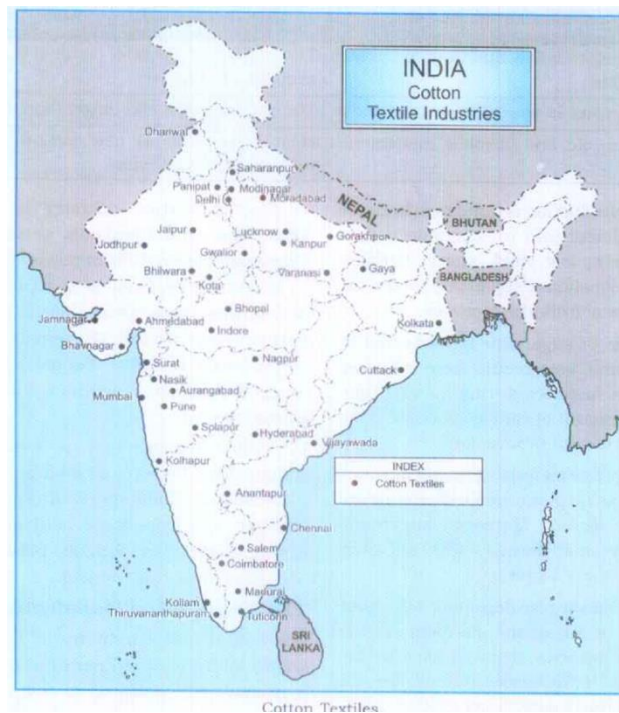 INDIA
Cotton
Textile Industries
Dhariwal
Saharanpur
Panipat
Modinagar
Delhi
Moradabad
NEPAL
BHUTAN
Jaipur
Lucknow
Gorakhpur
Jodhpur
Kanpur
Gwalior
BANGLADESH
Bhilwara
Varanasi
Gaya
Kota
Bhopal
Jamnagar
Ahmedabad
Kolkata
Indore
Bhavnagar
Nagpur
Surat
Cuttack
Nasik
Aurangabad
Mumbai
Pune
Solapur
Hyderabad
Vijayawada
Kolhapur
INDEX
Cotton Textiles
Anantapur
Chennai
Salem
Coimbatore
Madurai
Kollam
Thiruvananthapuran
Tuticorin
SRI
LANKA
Cotton Textiles